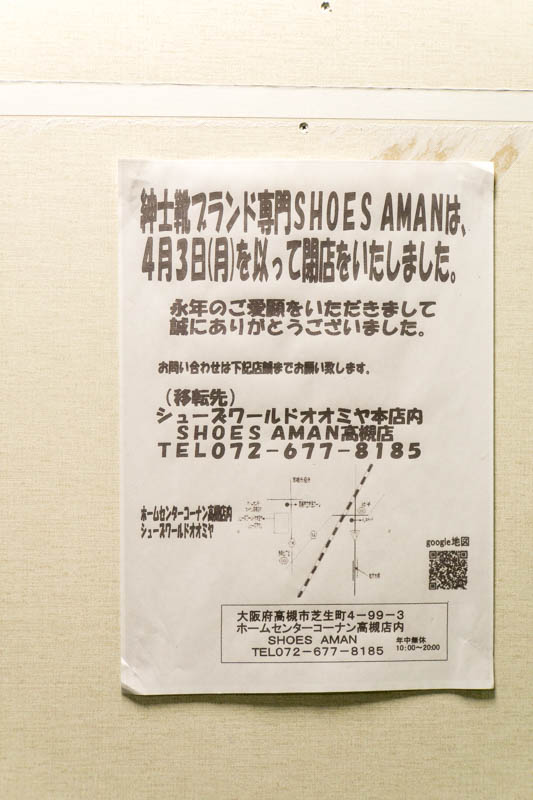 紳士靴ブランド専門SHOES AMANは、
4月3日(月)を以って閉店をいたしました。
永年のご愛顧をいただきまして
誠にありがとうございました。
お問い合わせは下記店舗までお願い致します。
(移転先)
シューズワールドオオミヤ本店内
SHOES AMAN高槻店
TEL072-677-8185
ホームセンターコーナン高槻店内
シューズワールドオオミヤ
google地図
大阪府高槻市芝生町4-99-3
ホームセンターコーナン高槻店内
SHOES AMAN 年中無休
TEL072-677-8185 10:00～20:00